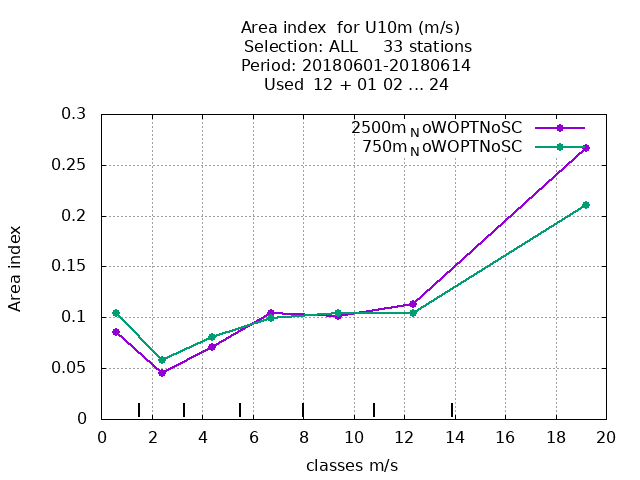 Area index  for U10m (m/s)
Selection: ALL     33 stations
Period: 20180601-20180614
Used  12 + 01 02 ... 24
2500m_NoWOPTNoSC
750m_NoWOPTNoSC
0.3
0.25
0.2
0.15
0.1
0.05
0
Area index
0 2 4 6 8 10 12 14 16 18 20
classes m/s